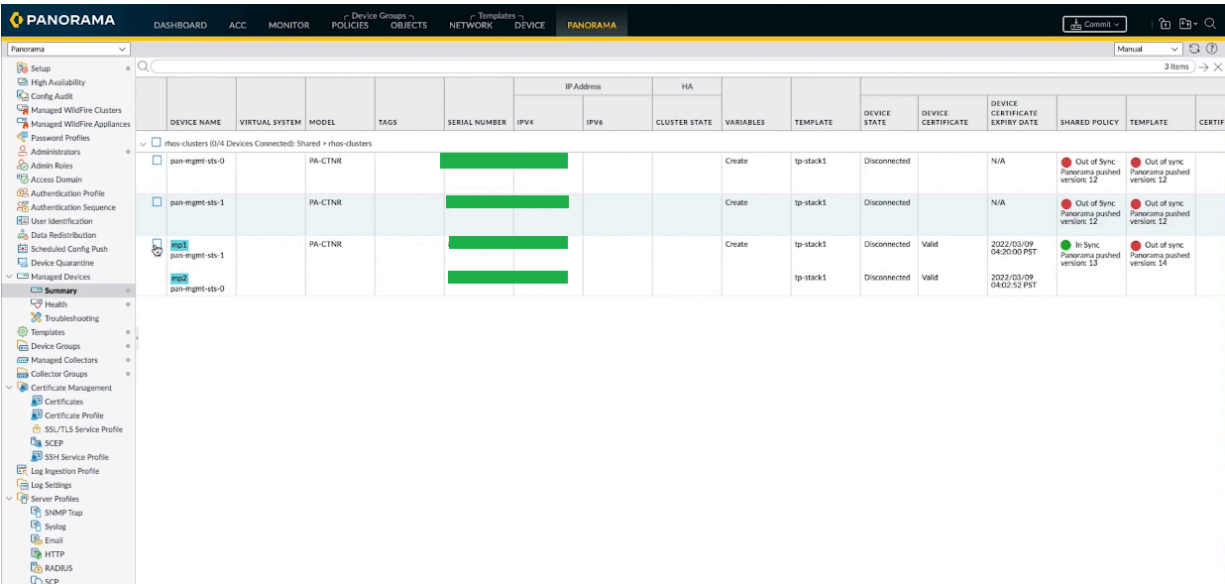 PANORAMA
DASHBOARD ACC MONITOR POLICIES OBJECTS NETWORK DEVICE PANORAMA
Device Groups Templates
Commit
Panorama
Manual
3 items
Setup
High Availability
Config Audit
Managed WildFire Clusters
Managed WildFire Appliances
Password Profiles
Administrators
Admin Roles
Access Domain
Authentication Profile
Authentication Sequence
User Identification
Data Redistribution
Scheduled Config Push
Device Quarantine
Managed Devices
Summary
Health
Troubleshooting
Templates
Device Groups
Managed Collectors
Collector Groups
Certificate Management
Certificates
Certificate Profile
SSL/TLS Service Profile
SCEP
SSH Service Profile
Log Ingestion Profile
Log Settings
Server Profiles
SNMP Trap
Syslog
Email
HTTP
RADIUS
SCP
IP Address HA
DEVICE NAME VIRTUAL SYSTEM MODEL TAGS SERIAL NUMBER IPV4 IPV6 CLUSTER STATE VARIABLES TEMPLATE DEVICE STATE DEVICE CERTIFICATE DEVICE CERTIFICATE EXPIRY DATE SHARED POLICY TEMPLATE CERTIF
rhos-clusters (0/4 Devices Connected): Shared > rhos-clusters
pan-mgmt-sts-0 PA-CTNR Create tp-stack1 Disconnected N/A Out of Sync Out of sync
Panorama pushed Panorama pushed
version: 12 version: 12
pan-mgmt-sts-1 PA-CTNR Create tp-stack1 Disconnected N/A Out of Sync Out of sync
Panorama pushed Panorama pushed
version: 12 version: 12
mp1 PA-CTNR Create tp-stack1 Disconnected Valid 2022/03/09 In Sync Out of sync
pan-mgmt-sts-1 04:20:00 PST Panorama pushed Panorama pushed
version: 13 version: 14
mp2 tp-stack1 Disconnected Valid 2022/03/09
pan-mgmt-sts-0 04:02:52 PST